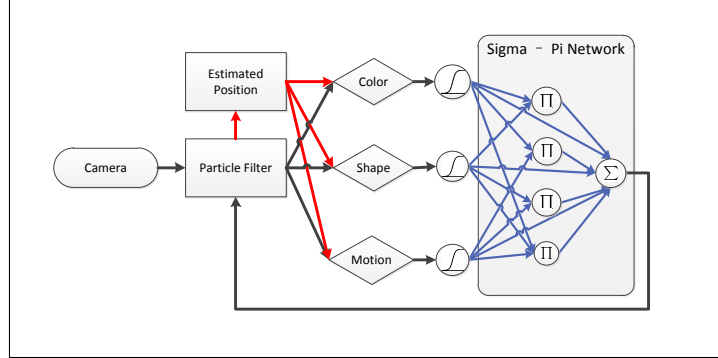 Sigma – Pi Network
Estimated
Position
Color
Π
Π
Camera
Particle Filter
Shape
Σ
Π
Motion
Π